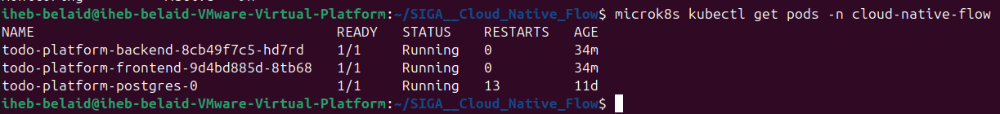 iheb-belaid@iheb-belaid-VMware-Virtual-Platform:~/SIGA__Cloud_Native_Flow$ microk8s kubectl get pods -n cloud-native-flow
NAME READY STATUS RESTARTS AGE
todo-platform-backend-8cb49f7c5-hd7rd 1/1 Running 0 34m
todo-platform-frontend-9d4bd885d-8tb68 1/1 Running 0 34m
todo-platform-postgres-0 1/1 Running 13 11d
iheb-belaid@iheb-belaid-VMware-Virtual-Platform:~/SIGA__Cloud_Native_Flow$